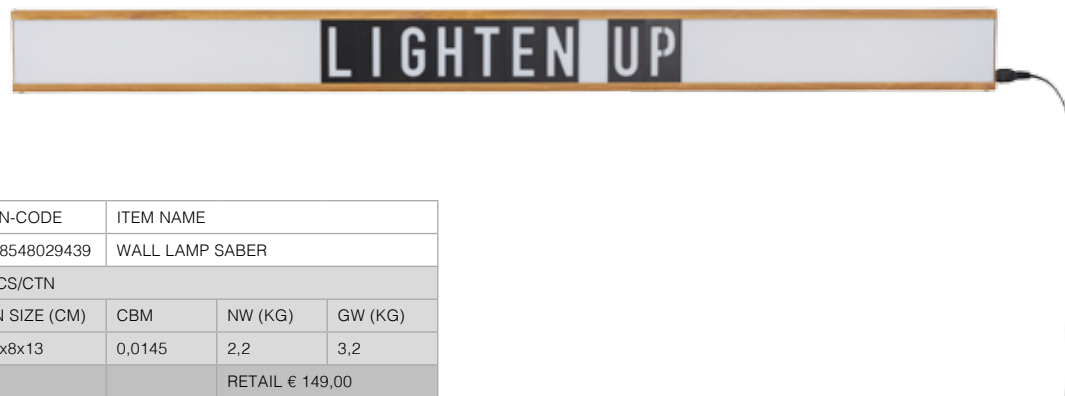 LIGHTEN UP
N-CODE ITEM NAME
8548029439 WALL LAMP SABER
CS/CTN
N SIZE (CM) CBM NW (KG) GW (KG)
x8x13 0,0145 2,2 3,2
RETAIL € 149,00